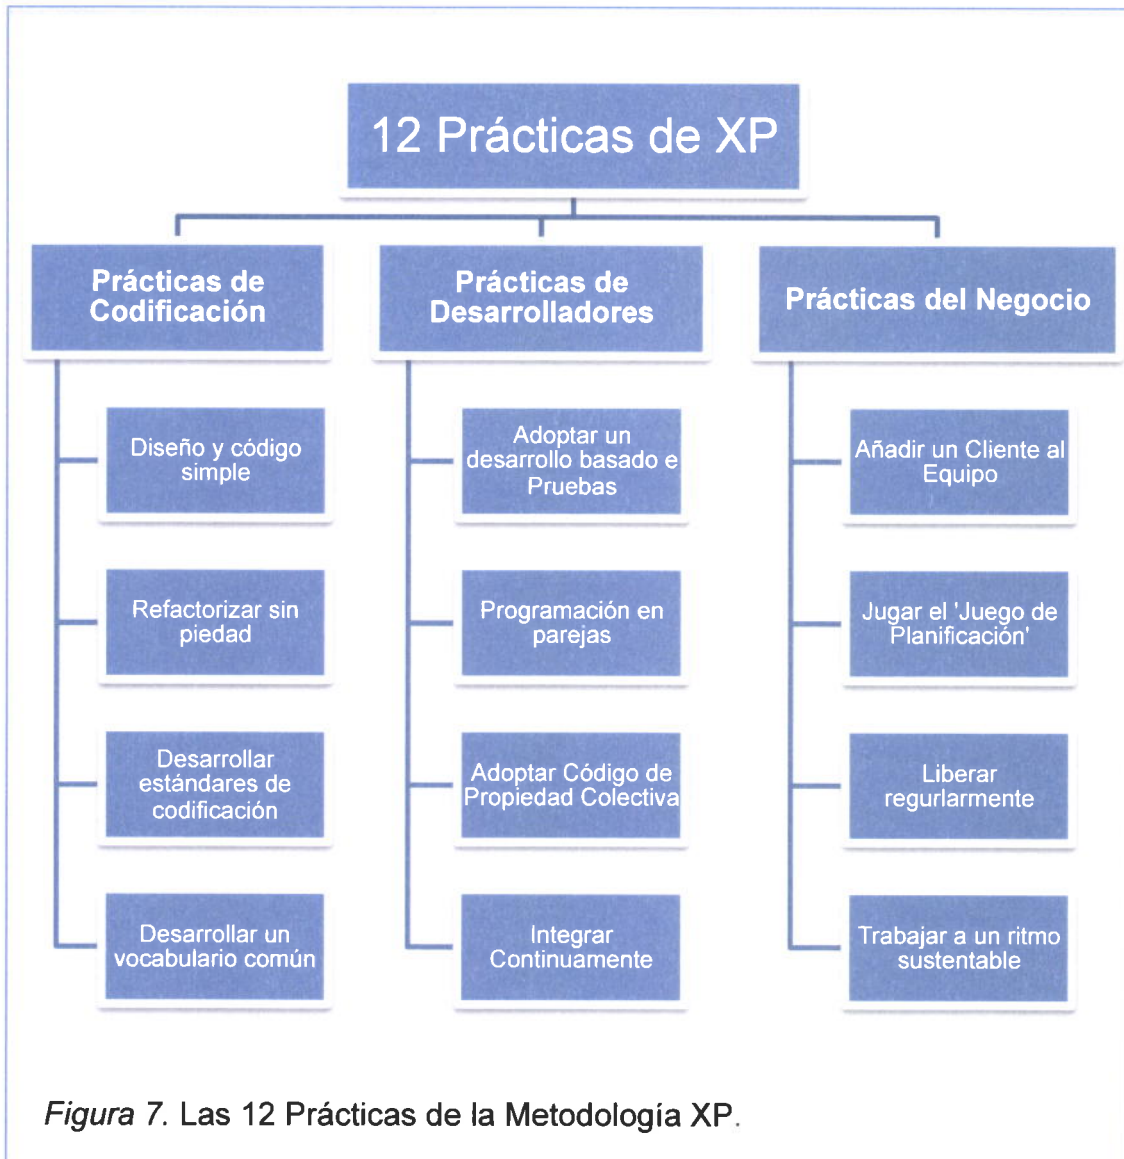 12 Prácticas de XP
Prácticas de
Codificación
Prácticas de
Desarrolladores
Prácticas del Negocio
Diseño y código
simple
Refactorizar sin
piedad
Desarrollar
estándares de
codificación
Desarrollar un
vocabulario común
Adoptar un
desarrollo basado e
Pruebas
Programación en
parejas
Adoptar Código de
Propiedad Colectiva
Integrar
Continuamente
Añadir un Cliente al
Equipo
Jugar el 'Juego de
Planificación'
Liberar
regurlarmente
Trabajar a un ritmo
sustentable
Figura 7. Las 12 Prácticas de la Metodología XP.